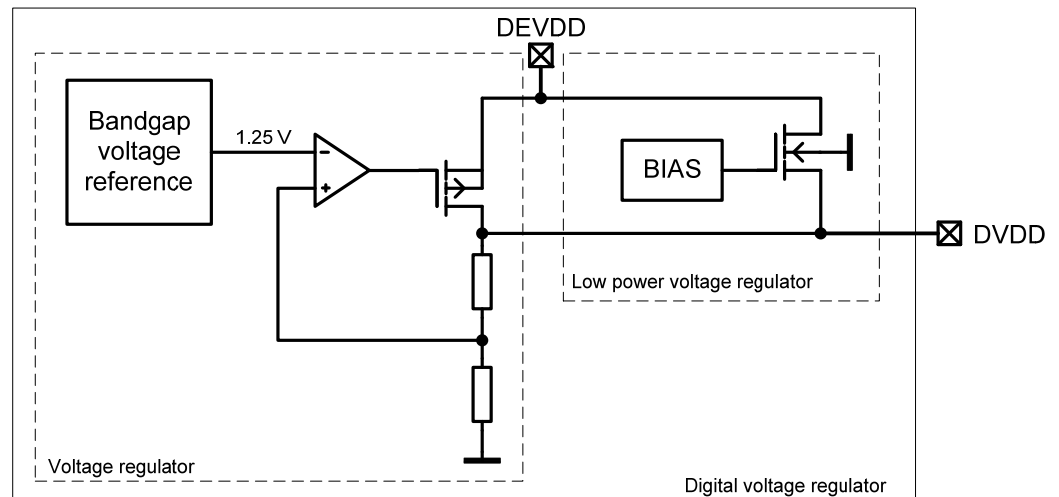 DEVDD
Bandgap
voltage
reference
1.25 V
-
+
BIAS
DVDD
Low power voltage regulator
Voltage regulator
Digital voltage regulator